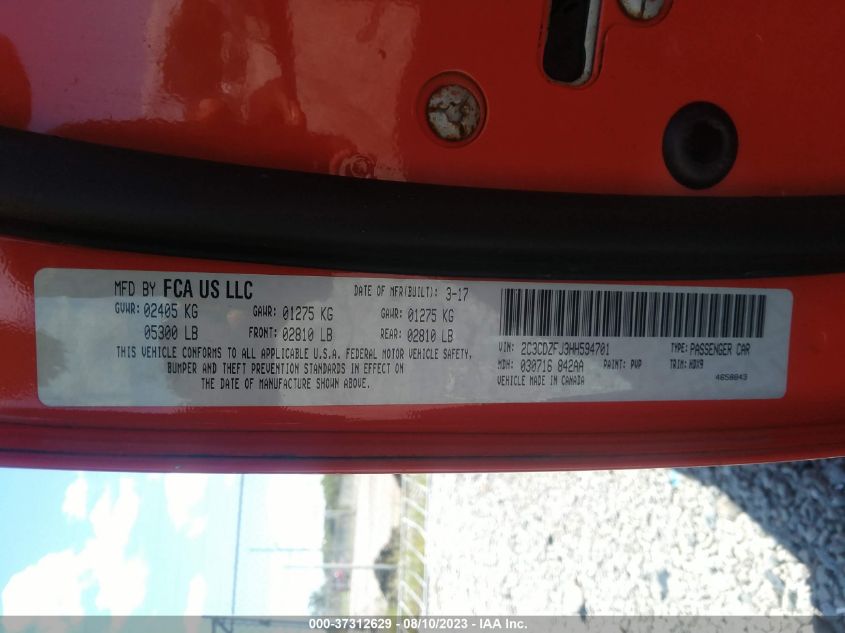 MFD BY FCA US LLC DATE OF MFR(BUILT): 3-17
GVWR: 02405 KG GAWR: 01275 KG GAWR: 01275 KG
05300 LB FRONT: 02810 LB REAR: 02810 LB
THIS VEHICLE CONFORMS TO ALL APPLICABLE U.S.A. FEDERAL MOTOR VEHICLE SAFETY,
BUMPER AND THEFT PREVENTION STANDARDS IN EFFECT ON
THE DATE OF MANUFACTURE SHOWN ABOVE.
VIN: 2C3CDZFJ3HH594701 TYPE: PASSENGER CAR
MDH: 030716 842AA PAINT: PVP TRIM: HDX9
VEHICLE MADE IN CANADA 4658843
000-37312629 - 08/10/2023 - IAA Inc.